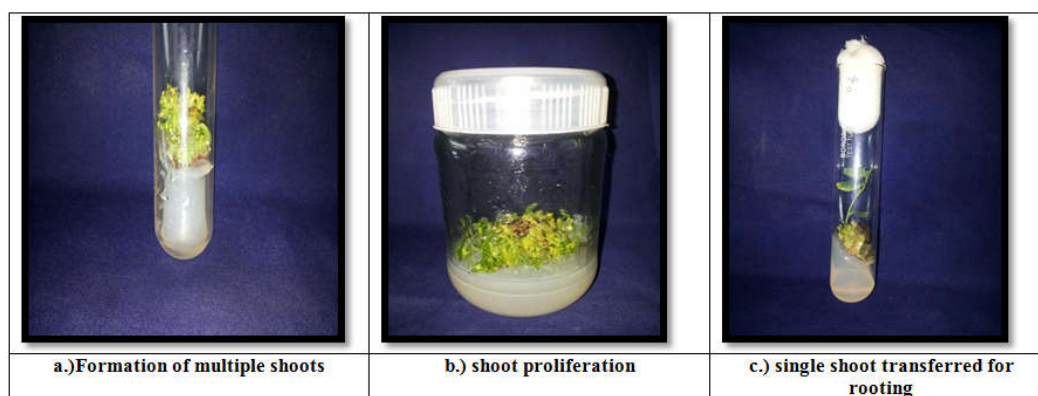 a.)Formation of multiple shoots
b.) shoot proliferation
c.) single shoot transferred for
rooting